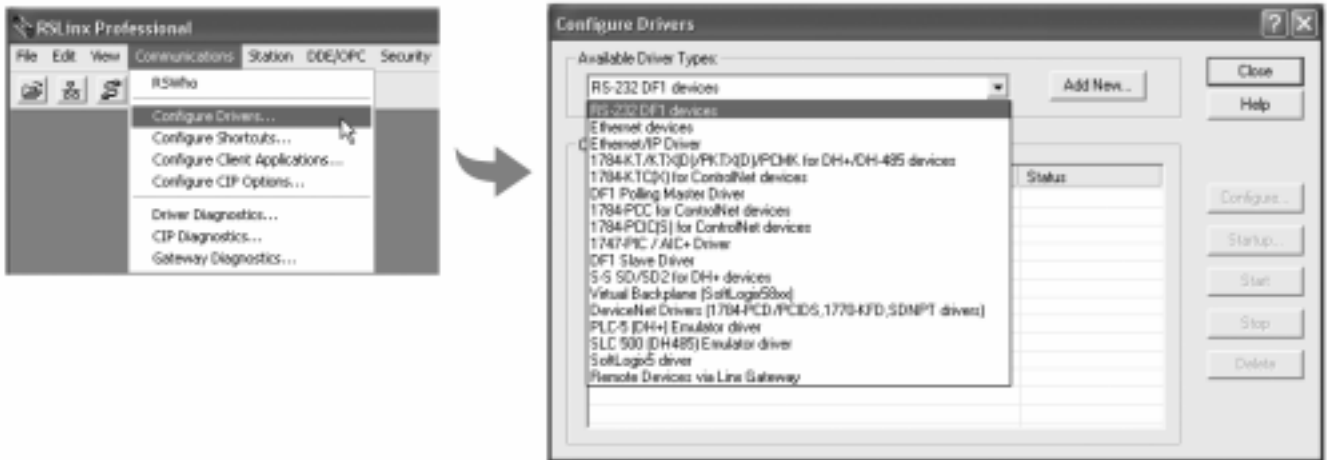 RSLinx Professional
File Edit View Communications Station DDE/OPC Security
RSWho
Configure Drivers...
Configure Shortcuts...
Configure Client Applications...
Configure CIP Options...
Driver Diagnostics...
CIP Diagnostics...
Gateway Diagnostics...
Configure Drivers
Available Driver Types:
RS-232 DF1 devices
Add New...
Close
Help
RS-232 DF1 devices
Ethernet devices
Ethernet/IP Driver
1784-KT/KTX(D)/PKTX(D)/PCMK for DH+/DH-485 devices
1784-KTC(X) for ControlNet devices
DF1 Polling Master Driver
1784-PCC for ControlNet devices
1784-PCIC(S) for ControlNet devices
1747-PIC / AIC+ Driver
DF1 Slave Driver
S-S SD/SD2 for DH+ devices
Virtual Backplane (SoftLogix58xx)
DeviceNet Drivers (1784-PCD/PCIDS,1770-KFD,SDNPT drivers)
PLC-5 (DH+) Emulator driver
SLC 500 (DH485) Emulator driver
SoftLogix5 driver
Remote Devices via Linx Gateway
Status
Configure...
Startup...
Start
Stop
Delete